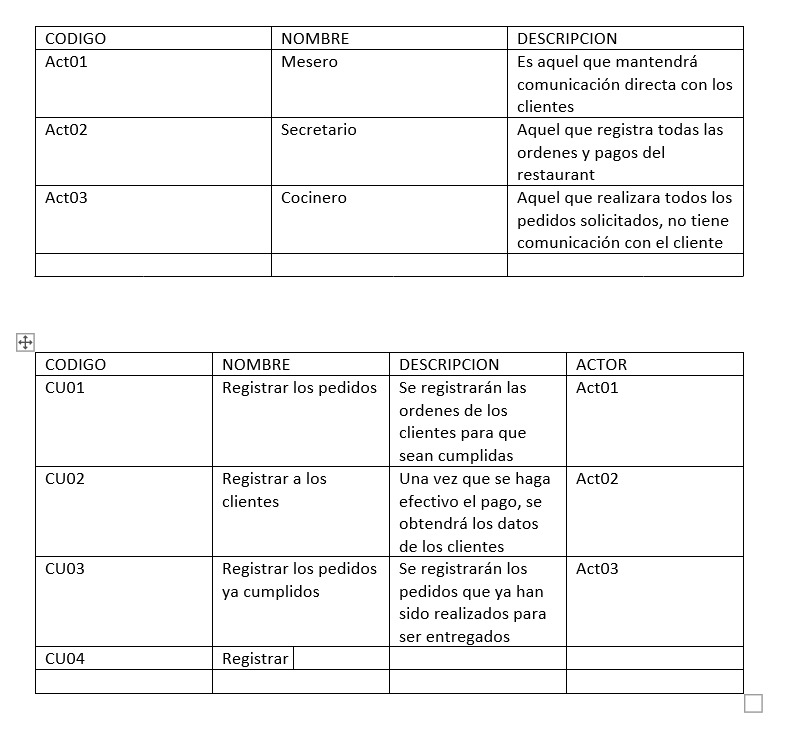 CODIGO NOMBRE DESCRIPCION
Act01 Mesero Es aquel que mantendrá
comunicación directa con los
clientes
Act02 Secretario Aquel que registra todas las
ordenes y pagos del
restaurant
Act03 Cocinero Aquel que realizara todos los
pedidos solicitados, no tiene
comunicación con el cliente
CODIGO NOMBRE DESCRIPCION ACTOR
CU01 Registrar los pedidos Se registrarán las Act01
ordenes de los
clientes para que
sean cumplidas
CU02 Registrar a los Una vez que se haga Act02
clientes efectivo el pago, se
obtendrá los datos
de los clientes
CU03 Registrar los pedidos Se registrarán los Act03
ya cumplidos pedidos que ya han
sido realizados para
ser entregados
CU04 Registrar